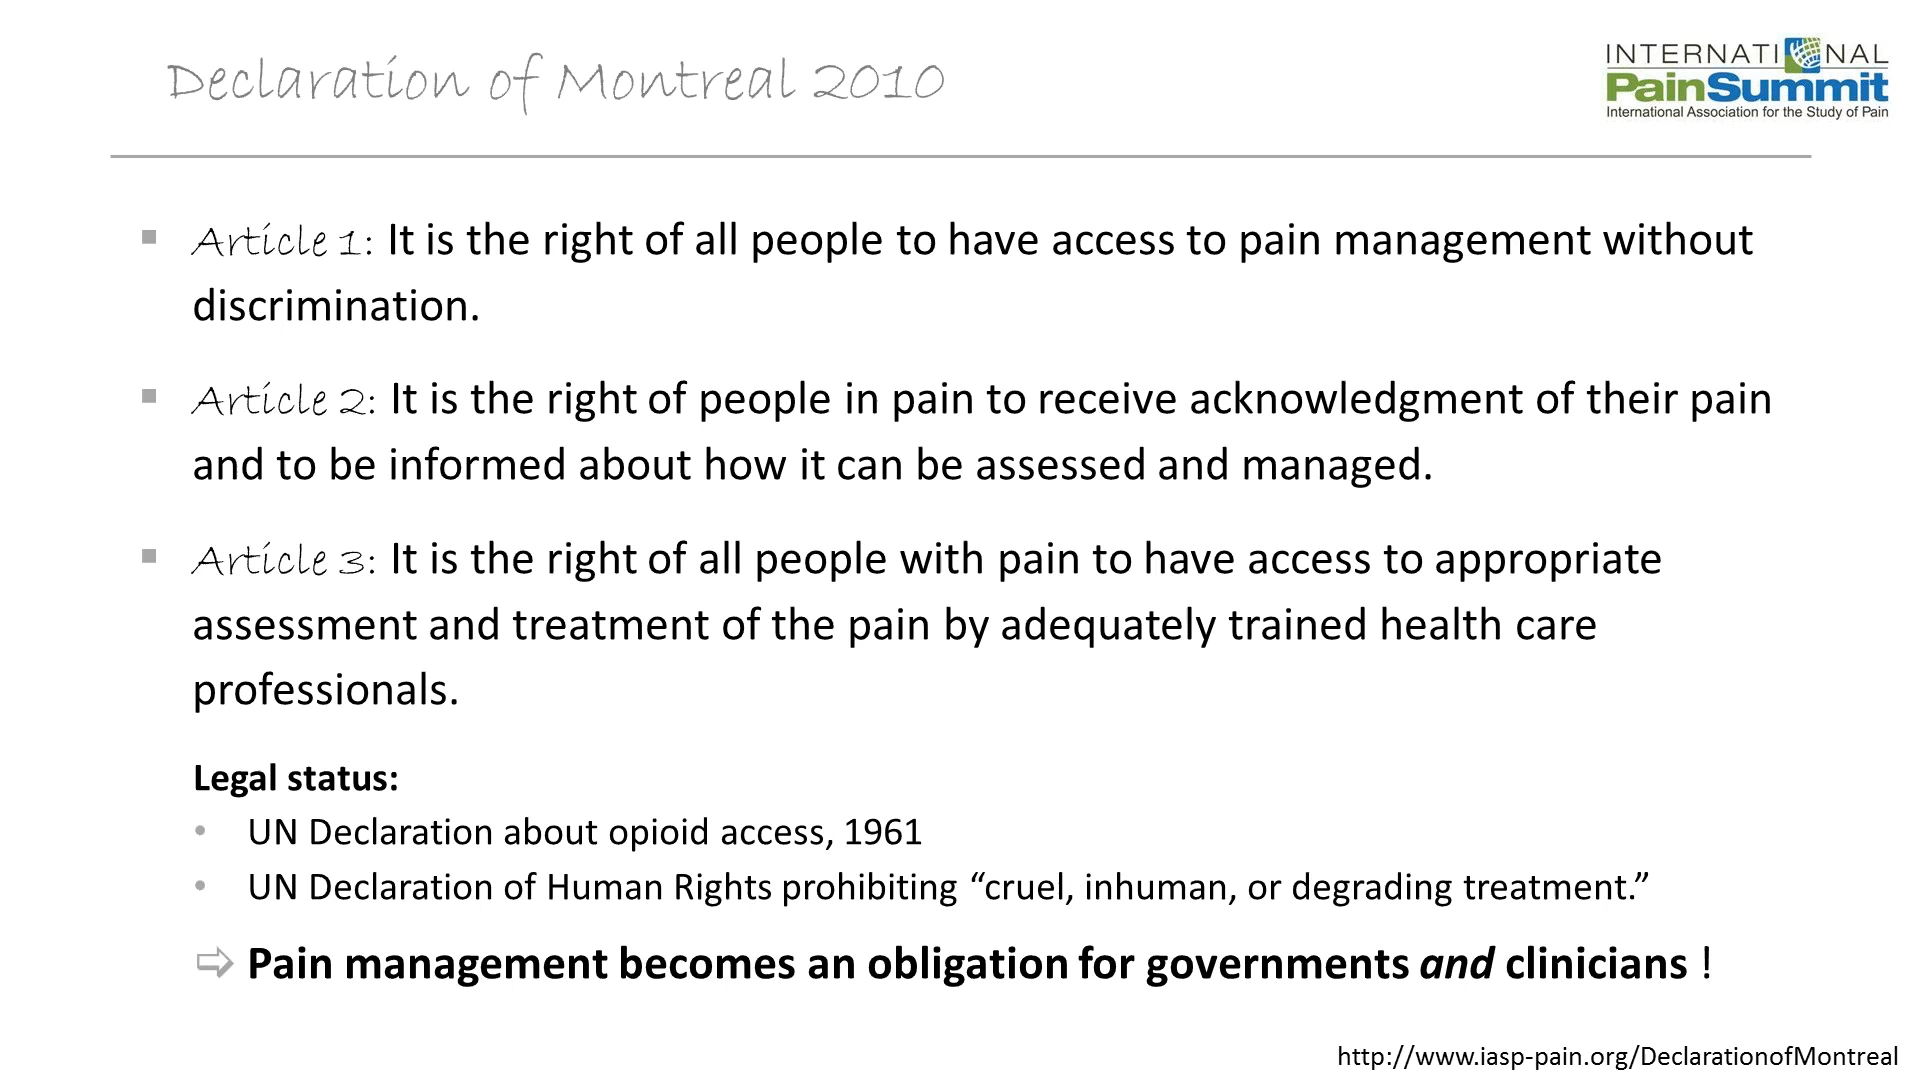 Declaration of Montreal 2010
INTERNATIONAL
PainSummit
International Association for the Study of Pain
▪ Article 1: It is the right of all people to have access to pain management without
discrimination.
▪ Article 2: It is the right of people in pain to receive acknowledgment of their pain
and to be informed about how it can be assessed and managed.
▪ Article 3: It is the right of all people with pain to have access to appropriate
assessment and treatment of the pain by adequately trained health care
professionals.
Legal status:
• UN Declaration about opioid access, 1961
• UN Declaration of Human Rights prohibiting “cruel, inhuman, or degrading treatment.”
⇨ Pain management becomes an obligation for governments and clinicians !
http://www.iasp-pain.org/DeclarationofMontreal